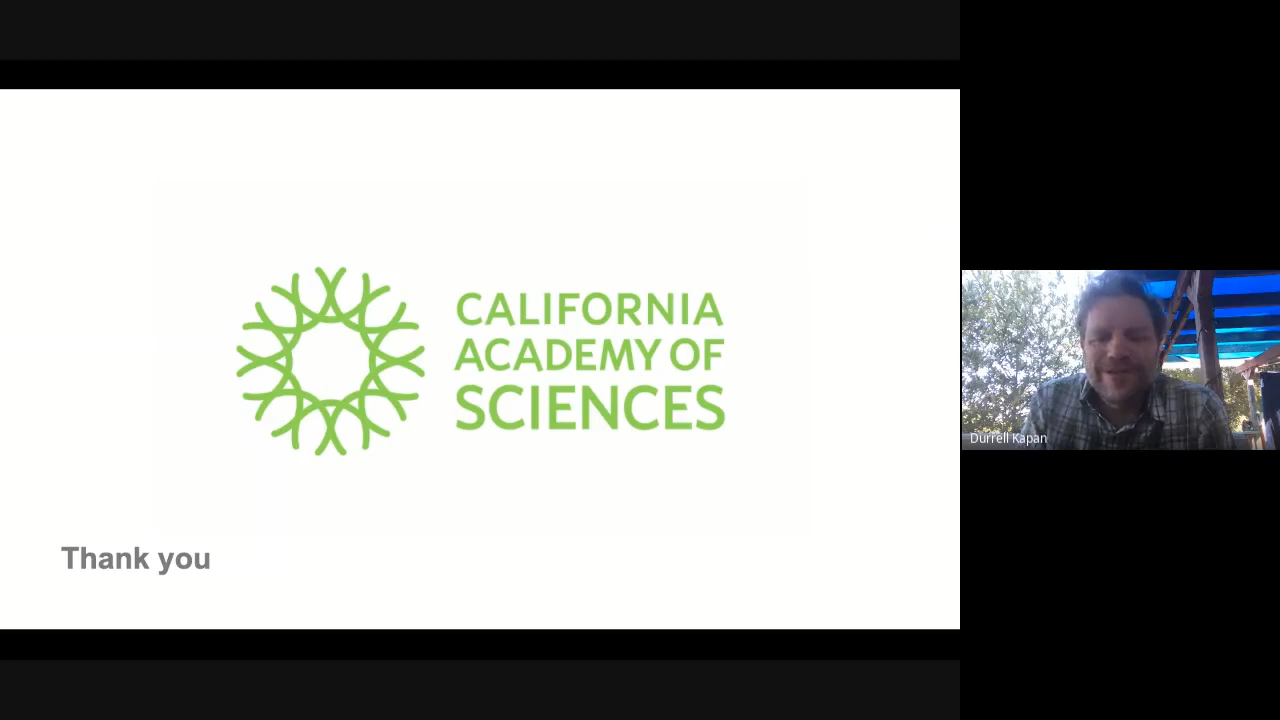 CALIFORNIA
ACADEMY OF
SCIENCES
Thank you
Durrell Kapan